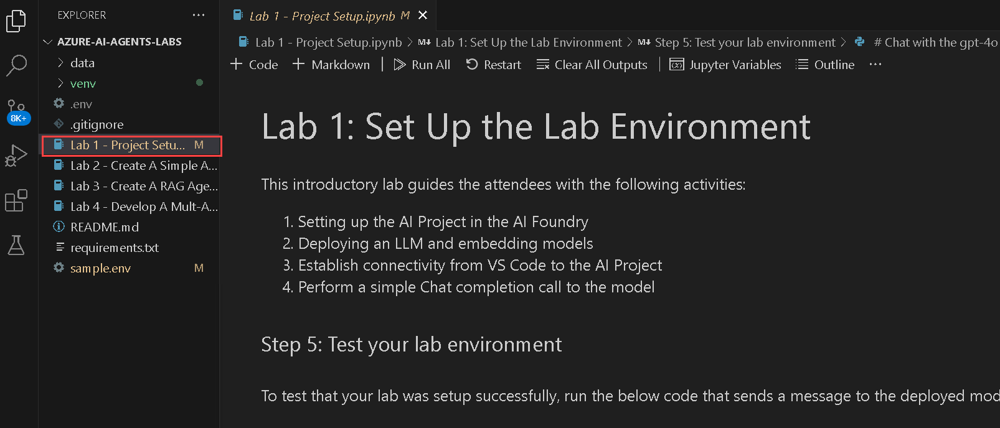 EXPLORER ···
AZURE-AI-AGENTS-LABS
data
venv
.env
.gitignore
Lab 1 - Project Setu... M
Lab 2 - Create A Simple A...
Lab 3 - Create A RAG Age...
Lab 4 - Develop A Mult-A...
README.md
requirements.txt
sample.env M
8K+
Lab 1 - Project Setup.ipynb M
Lab 1 - Project Setup.ipynb > M↓ Lab 1: Set Up the Lab Environment > M↓ Step 5: Test your lab environment > # Chat with the gpt-4o
+ Code + Markdown | Run All Restart Clear All Outputs | Jupyter Variables Outline ···
Lab 1: Set Up the Lab Environment
This introductory lab guides the attendees with the following activities:
1. Setting up the AI Project in the AI Foundry
2. Deploying an LLM and embedding models
3. Establish connectivity from VS Code to the AI Project
4. Perform a simple Chat completion call to the model
Step 5: Test your lab environment
To test that your lab was setup successfully, run the below code that sends a message to the deployed mod